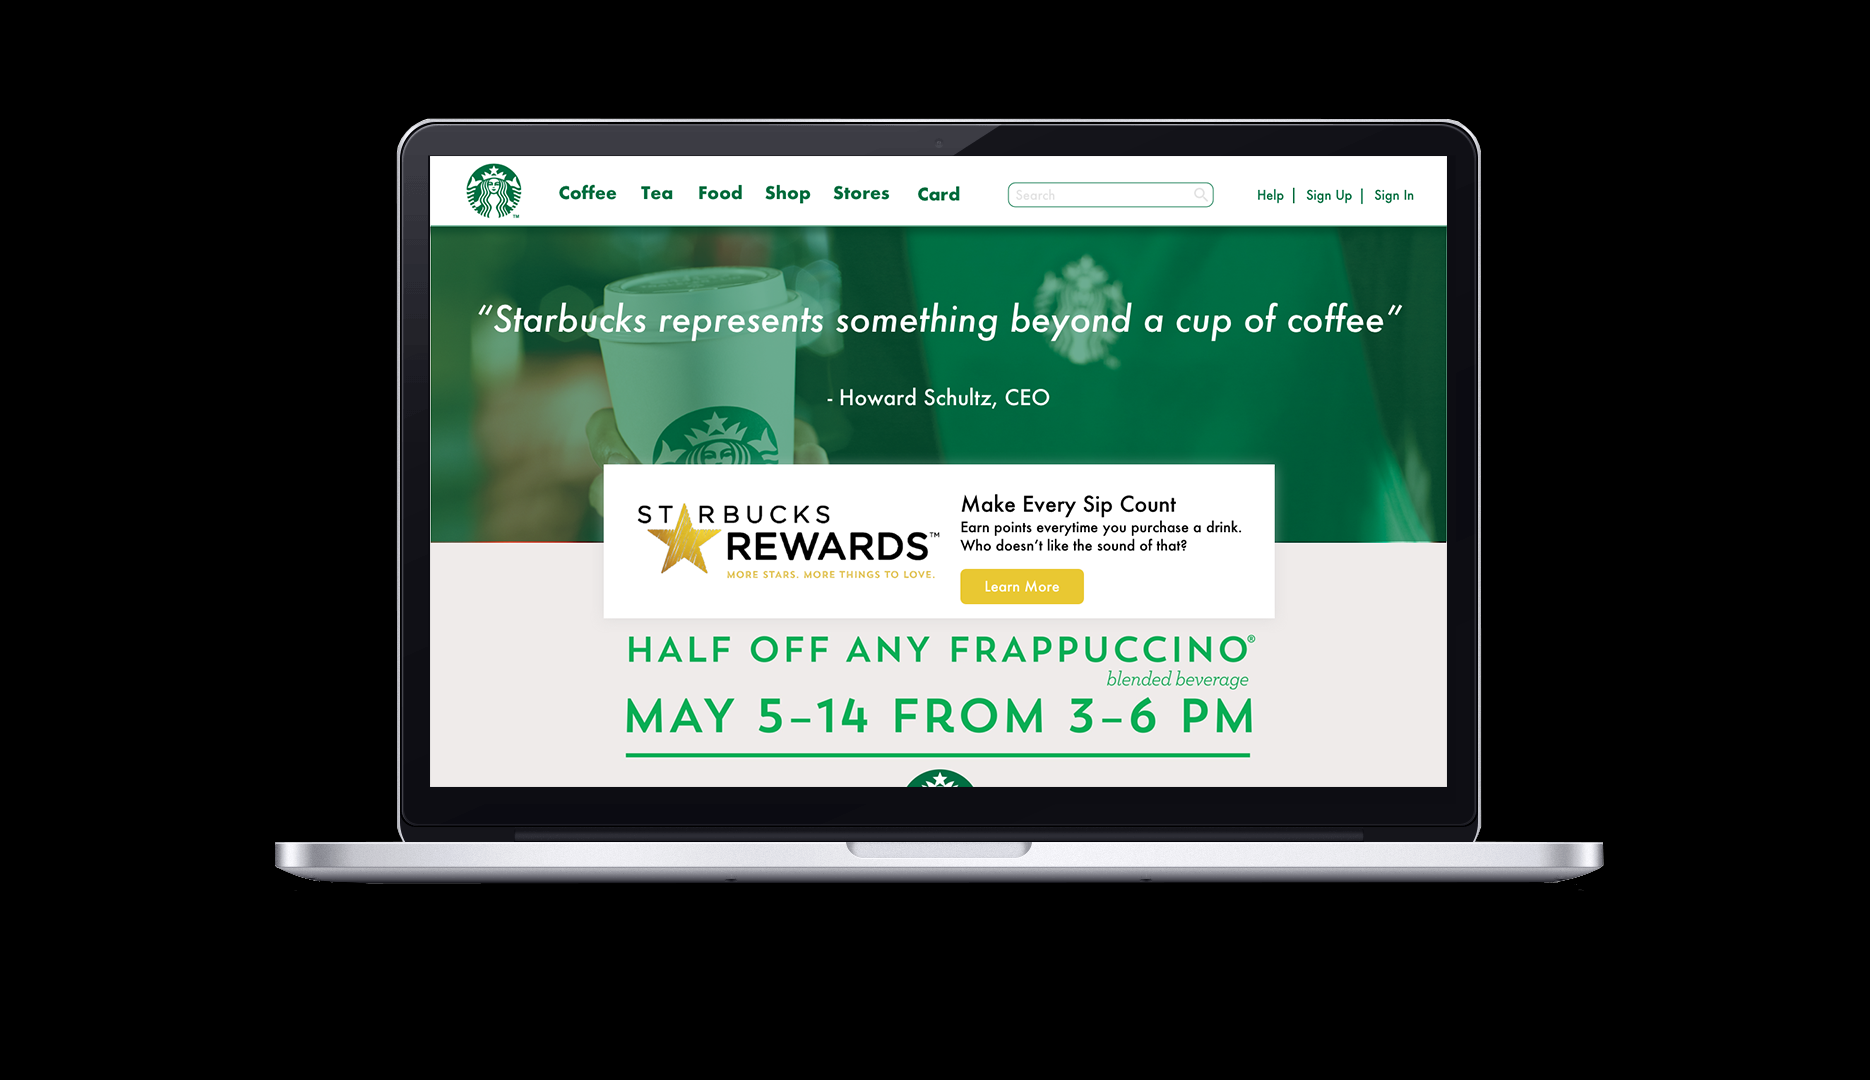 Coffee Tea Food Shop Stores Card Search Help | Sign Up | Sign In
TM
“Starbucks represents something beyond a cup of coffee”
- Howard Schultz, CEO
STARBUCKS
REWARDS™
MORE STARS. MORE THINGS TO LOVE.
Make Every Sip Count
Earn points everytime you purchase a drink.
Who doesn’t like the sound of that?
Learn More
HALF OFF ANY FRAPPUCCINO®
blended beverage
MAY 5–14 FROM 3–6 PM